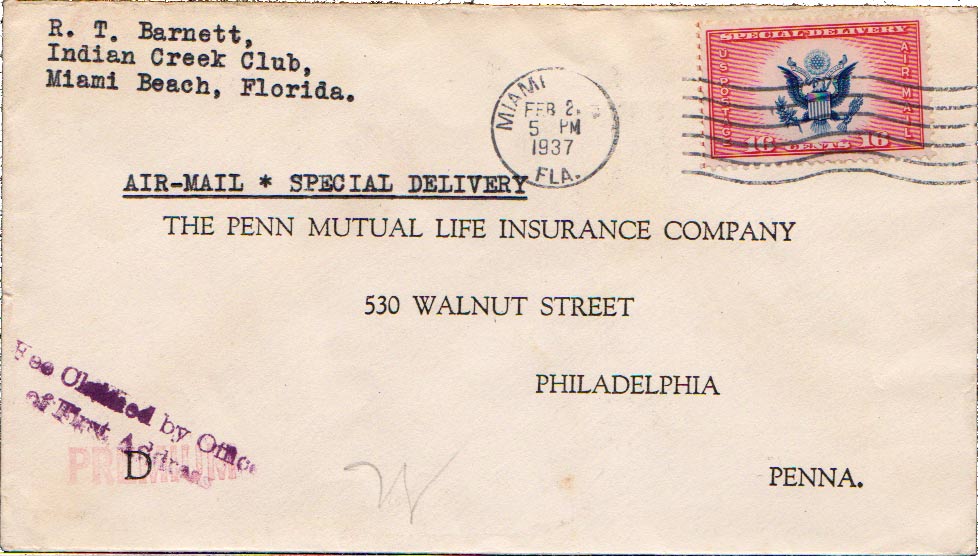 R. T. Barnett,
Indian Creek Club,
Miami Beach, Florida.
MIAMI
FEB 2.
5 PM
1937
FLA.
SPECIAL DELIVERY
U.S. POSTAGE
AIR MAIL
16 CENTS 16
AIR-MAIL * SPECIAL DELIVERY
THE PENN MUTUAL LIFE INSURANCE COMPANY
530 WALNUT STREET
PHILADELPHIA
PENNA.
Fee Claimed by Office
of First Address
PREMIUM
D
W